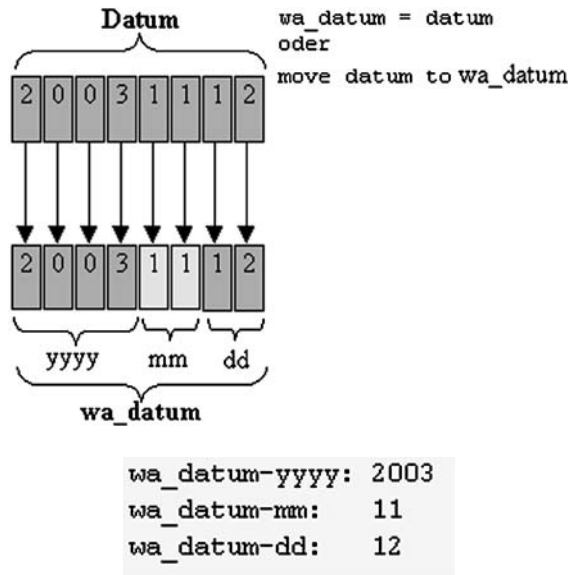 Datum
wa_datum = datum
oder
move datum to wa_datum
2 0 0 3 1 1 1 2
2 0 0 3 1 1 1 2
yyyy mm dd
wa_datum
wa_datum-yyyy: 2003
wa_datum-mm: 11
wa_datum-dd: 12